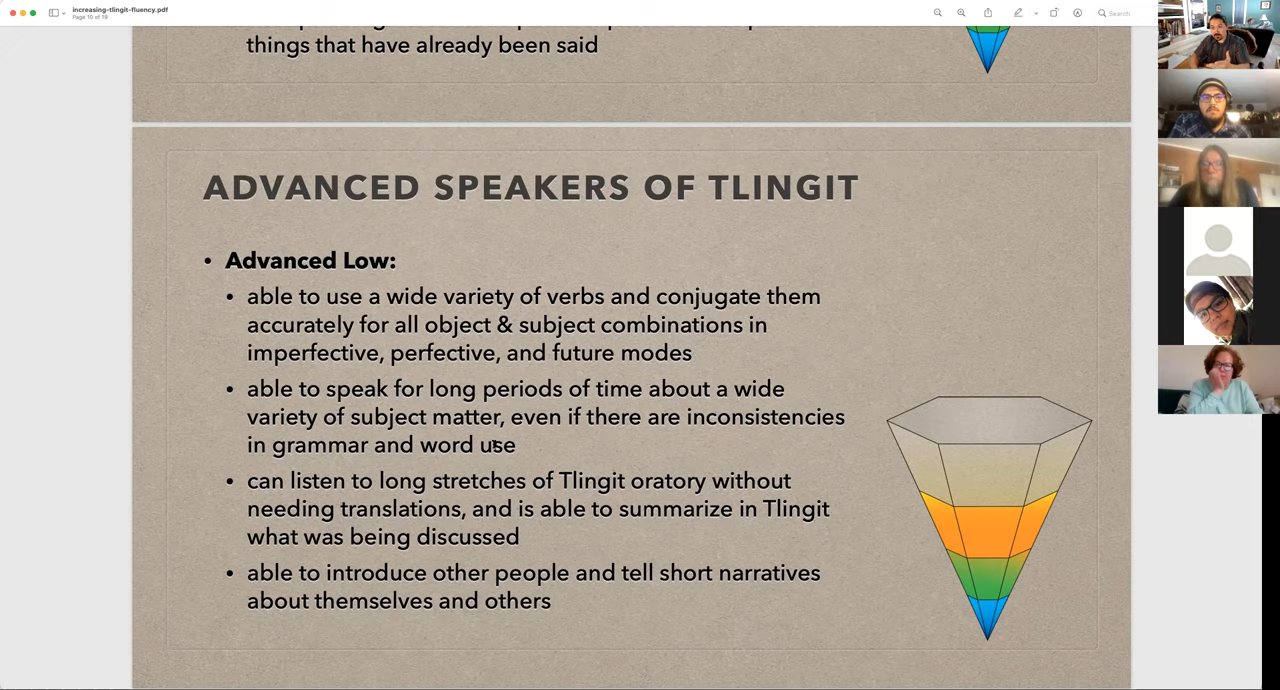 increasing-tlingit-fluency.pdf
Page 10 of 19
Search
things that have already been said
ADVANCED SPEAKERS OF TLINGIT
• Advanced Low:
• able to use a wide variety of verbs and conjugate them
accurately for all object & subject combinations in
imperfective, perfective, and future modes
• able to speak for long periods of time about a wide
variety of subject matter, even if there are inconsistencies
in grammar and word use
• can listen to long stretches of Tlingit oratory without
needing translations, and is able to summarize in Tlingit
what was being discussed
• able to introduce other people and tell short narratives
about themselves and others